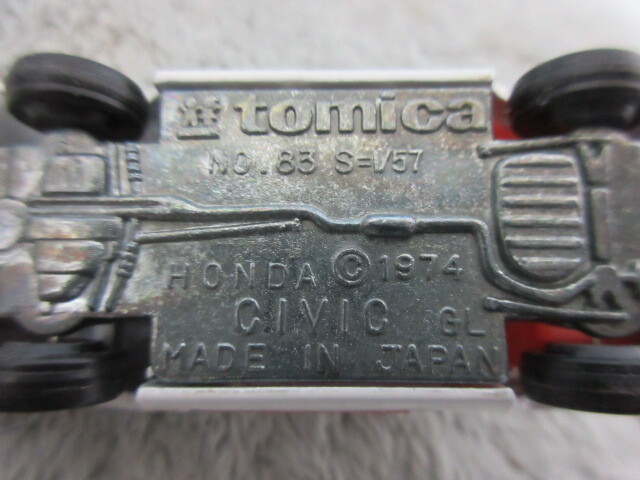 tomica
NO.83 S=1/57
HONDA ©1974
CIVIC GL
MADE IN JAPAN